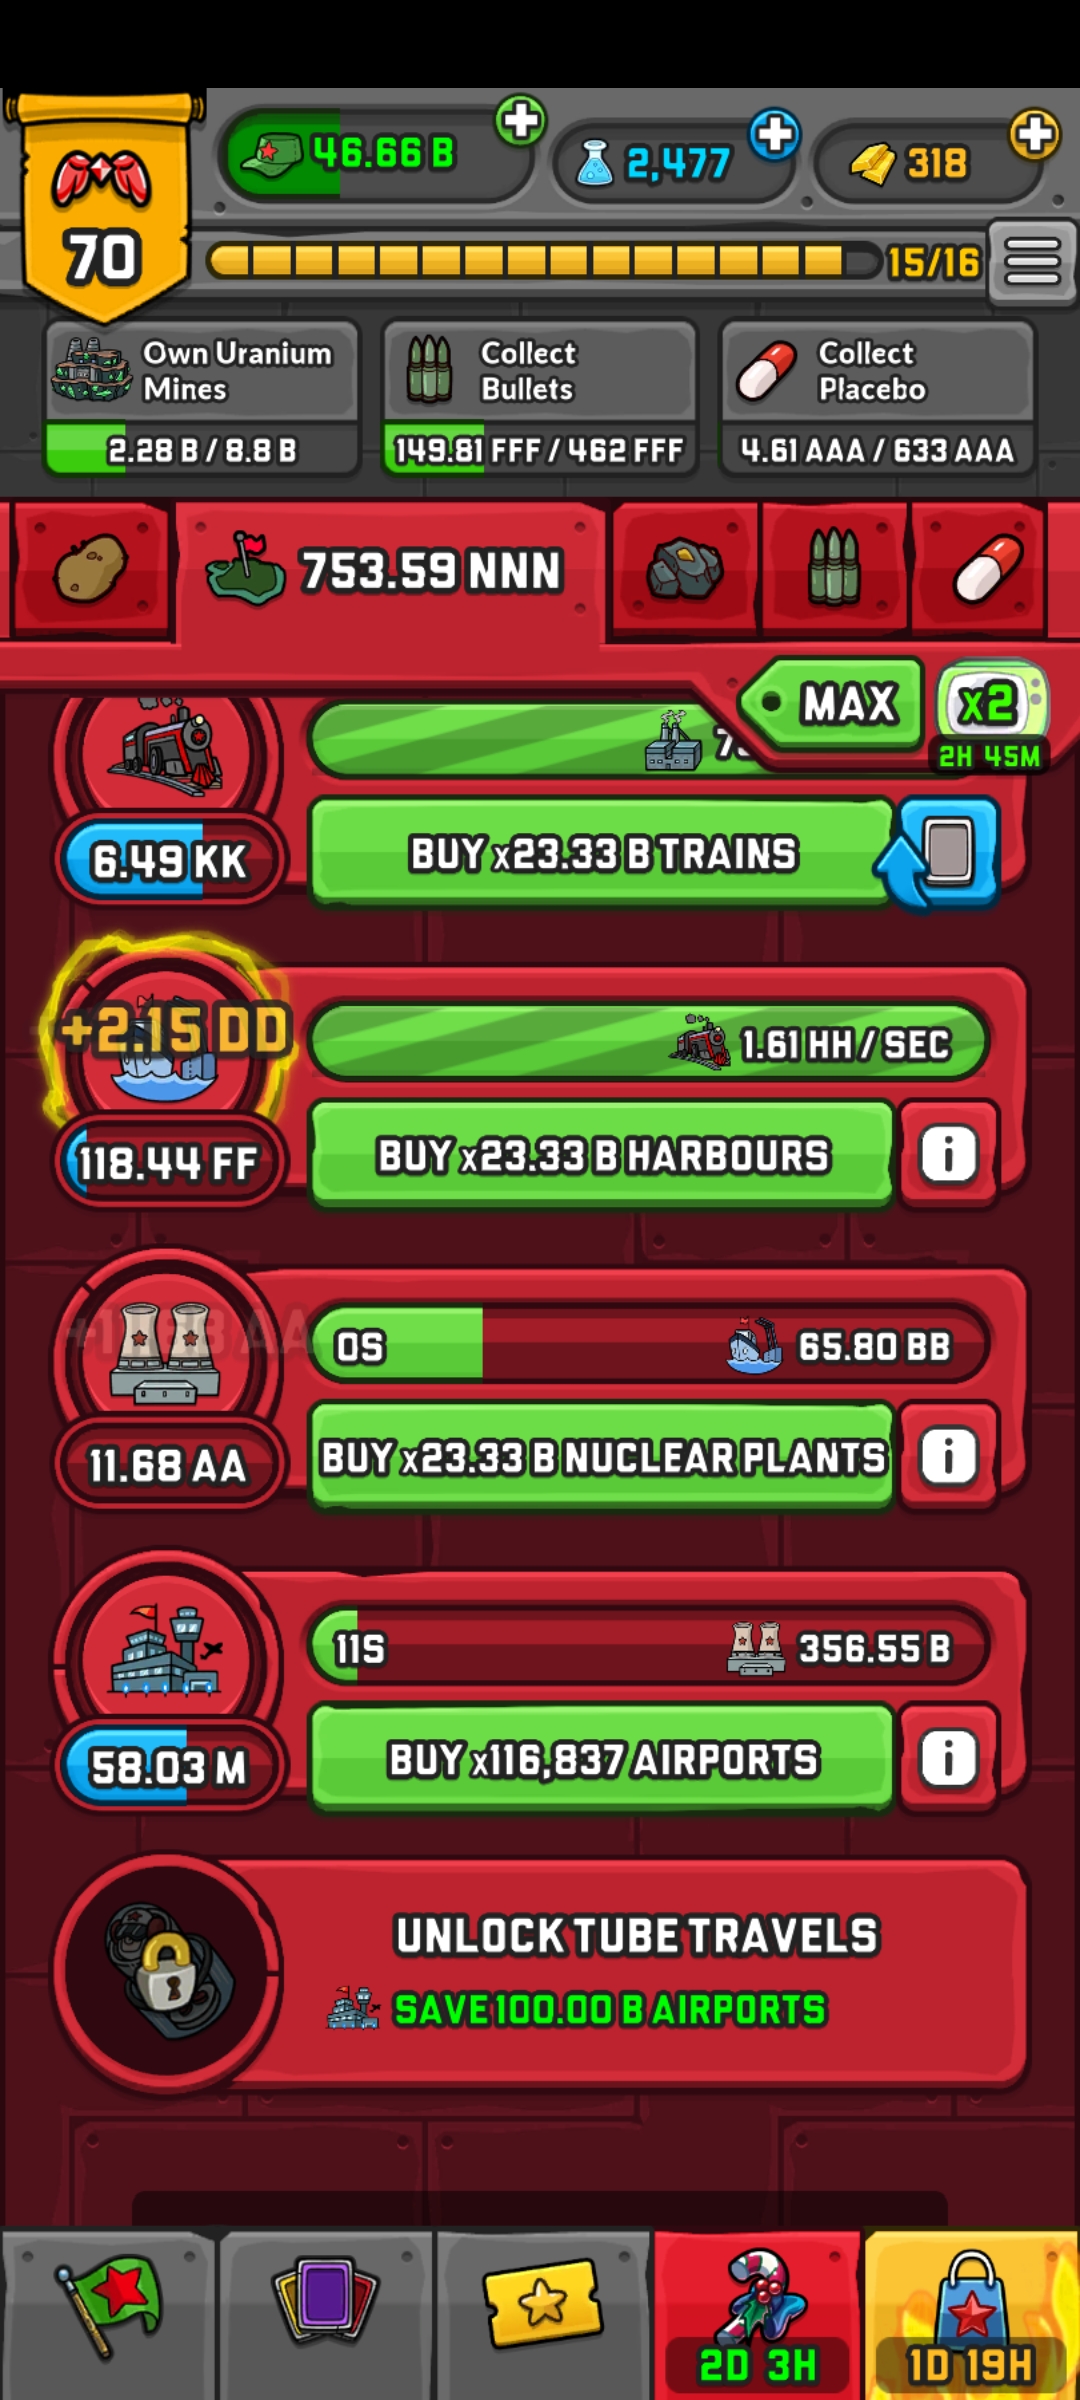 46.66 B
2,477
318
70
15/16
Own Uranium
Mines
2.28 B / 8.8 B
Collect
Bullets
149.81 FFF / 462 FFF
Collect
Placebo
4.61 AAA / 633 AAA
753.59 NNN
MAX
x2
2H 45M
6.49 KK
BUY x23.33 B TRAINS
+2.15 DD
1.61 HH / SEC
118.44 FF
BUY x23.33 B HARBOURS
0S
65.80 BB
11.68 AA
BUY x23.33 B NUCLEAR PLANTS
11S
356.55 B
58.03 M
BUY x116,837 AIRPORTS
UNLOCK TUBE TRAVELS
SAVE 100.00 B AIRPORTS
2D 3H
1D 19H